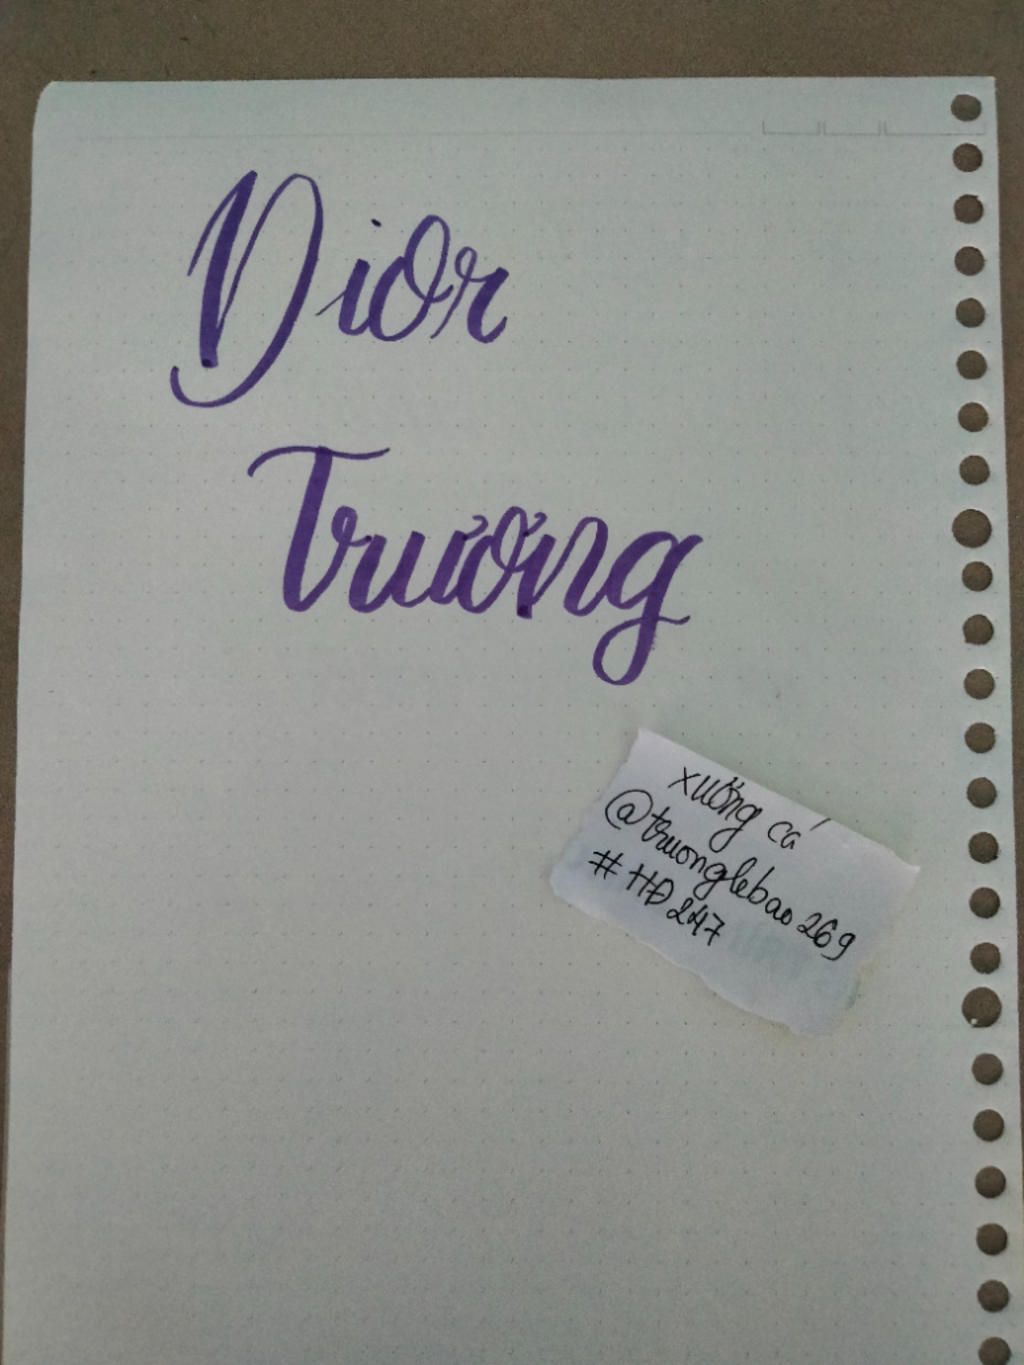 Dior
Trương
xưởng cá
@truonglebao269
#HĐ247